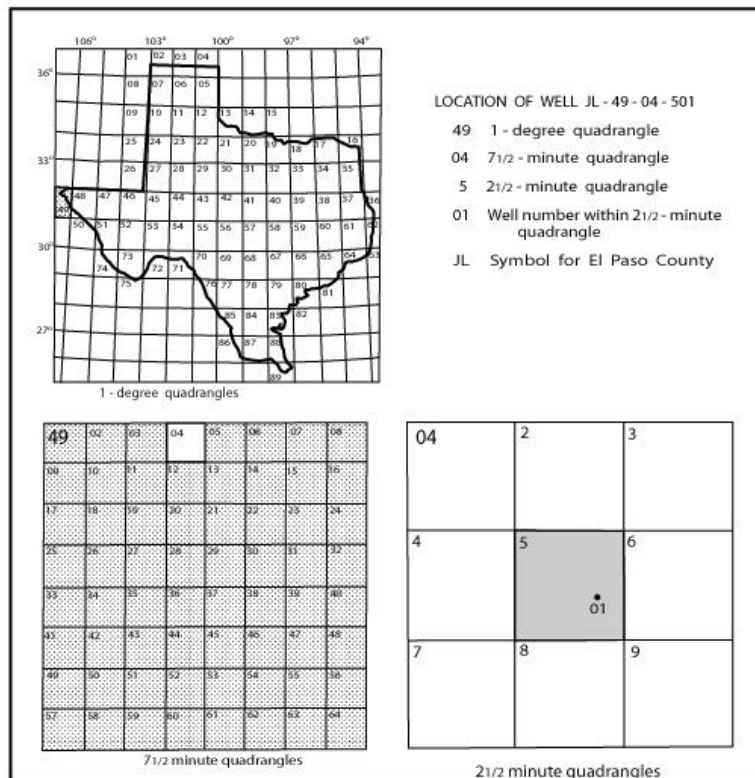 106° 103° 100° 97° 94°
36°
01 02 03 04
08 07 06 05
09 10 11 12 13 14 15
33°
25 24 23 22 21 20 19 18 17 16
26 27 28 29 30 31 32 33 34 35
48 47 46 45 44 43 42 41 40 39 38 37 36
49
50 51 52 53 54 55 56 57 58 59 60 61 62
30°
74 73 72 71 70 69 68 67 66 65 64 63
75 76 77 78 79 80 81
85 84 83 82
27°
86 87 88
89
1 - degree quadrangles
LOCATION OF WELL JL - 49 - 04 - 501
49 1 - degree quadrangle
04 7 1/2 - minute quadrangle
5 2 1/2 - minute quadrangle
01 Well number within 2 1/2 - minute
quadrangle
JL Symbol for El Paso County
49 02 03 04 05 06 07 08
09 10 11 12 13 14 15 16
17 18 19 20 21 22 23 24
25 26 27 28 29 30 31 32
33 34 35 36 37 38 39 40
41 42 43 44 45 46 47 48
49 50 51 52 53 54 55 56
57 58 59 60 61 62 63 64
7 1/2 minute quadrangles
04 2 3
4 5 6
01
7 8 9
2 1/2 minute quadrangles